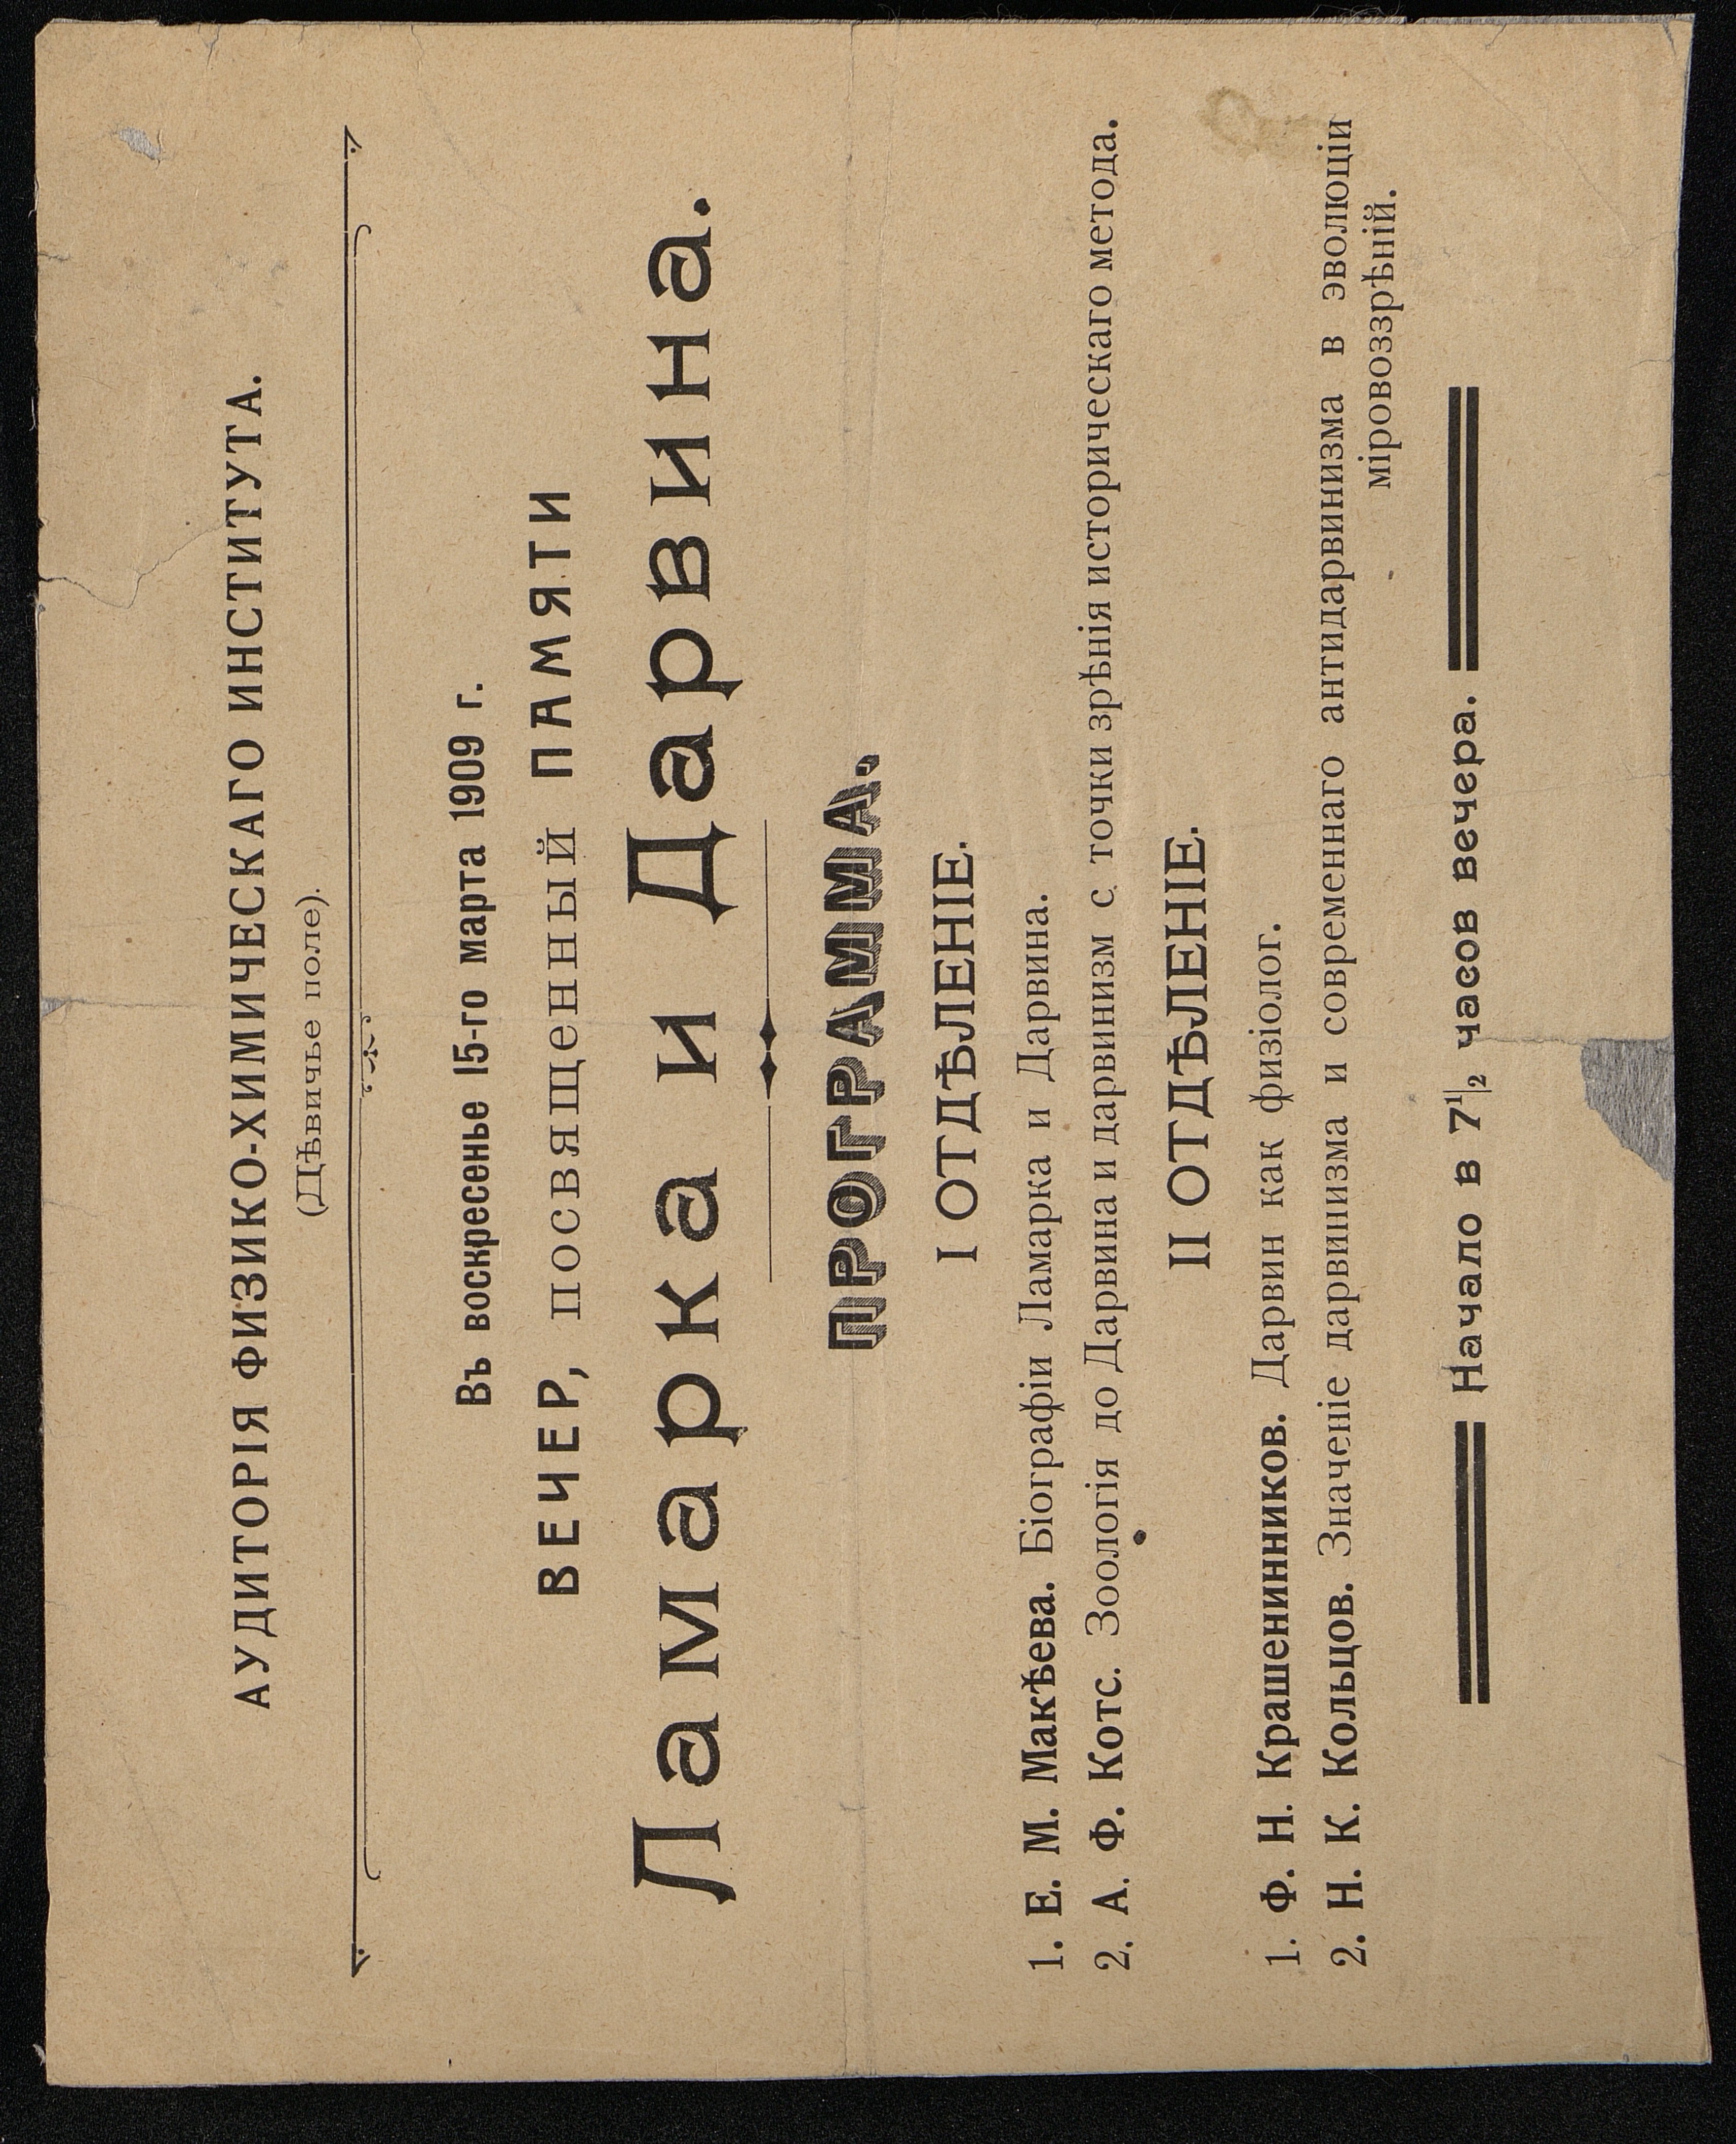 АУДИТОРІЯ ФИЗИКО-ХИМИЧЕСКАГО ИНСТИТУТА.
(Дѣвичье поле).
Въ воскресенье 15-го марта 1909 г.
ВЕЧЕР, посвященный ПАМЯТИ
Ламарка и Дарвина.
ПРОГРАММА.
I ОТДѢЛЕНІЕ.
1. Е. М. Макѣева. Біографіи Ламарка и Дарвина.
2. А. Ф. Котс. Зоологія до Дарвина и дарвинизм с точки зрѣнія историческаго метода.
II ОТДѢЛЕНІЕ.
1. Ф. Н. Крашенинников. Дарвин как физіолог.
2. Н. К. Кольцов. Значеніе дарвинизма и современнаго антидарвинизма в эволюціи
міровоззрѣній.
Начало в 7 1/2 часов вечера.